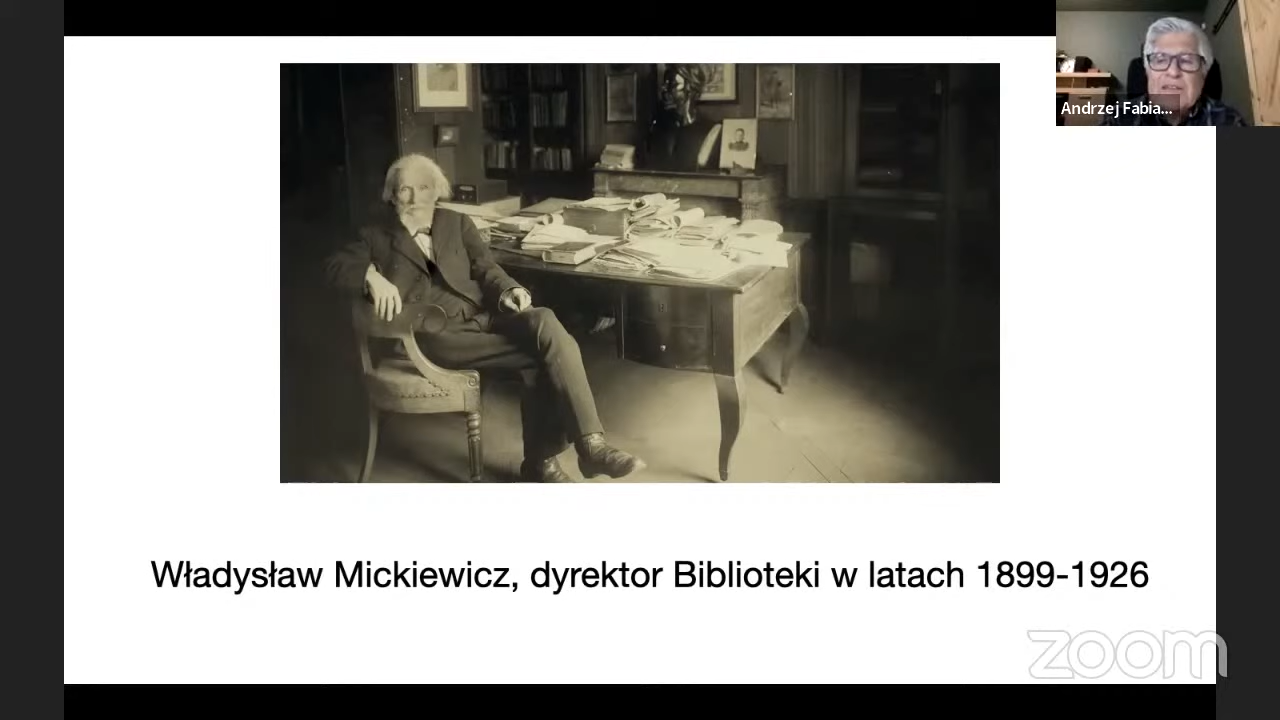 Andrzej Fabia...
Władysław Mickiewicz, dyrektor Biblioteki w latach 1899-1926
zoom